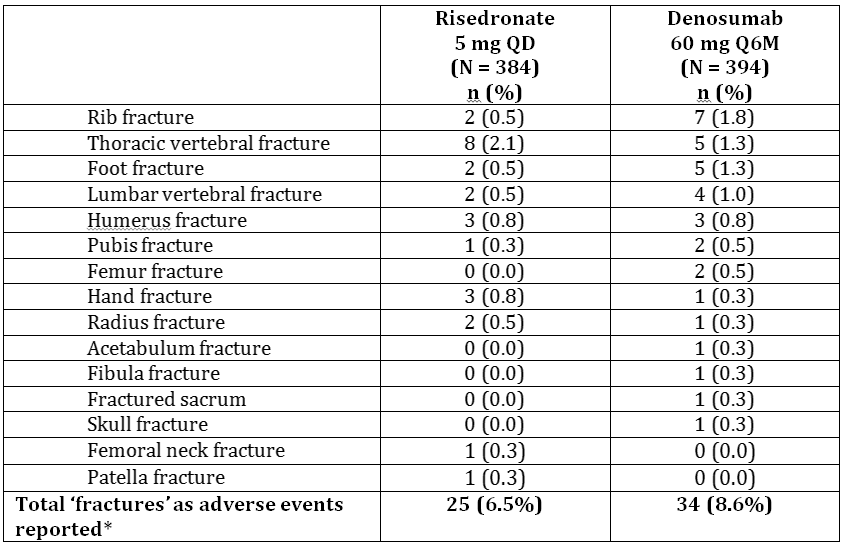 Risedronate
5 mg QD
(N = 384)
n (%)
Denosumab
60 mg Q6M
(N = 394)
n (%)
Rib fracture 2 (0.5) 7 (1.8)
Thoracic vertebral fracture 8 (2.1) 5 (1.3)
Foot fracture 2 (0.5) 5 (1.3)
Lumbar vertebral fracture 2 (0.5) 4 (1.0)
Humerus fracture 3 (0.8) 3 (0.8)
Pubis fracture 1 (0.3) 2 (0.5)
Femur fracture 0 (0.0) 2 (0.5)
Hand fracture 3 (0.8) 1 (0.3)
Radius fracture 2 (0.5) 1 (0.3)
Acetabulum fracture 0 (0.0) 1 (0.3)
Fibula fracture 0 (0.0) 1 (0.3)
Fractured sacrum 0 (0.0) 1 (0.3)
Skull fracture 0 (0.0) 1 (0.3)
Femoral neck fracture 1 (0.3) 0 (0.0)
Patella fracture 1 (0.3) 0 (0.0)
Total ‘fractures’ as adverse events 25 (6.5%) 34 (8.6%)
reported*